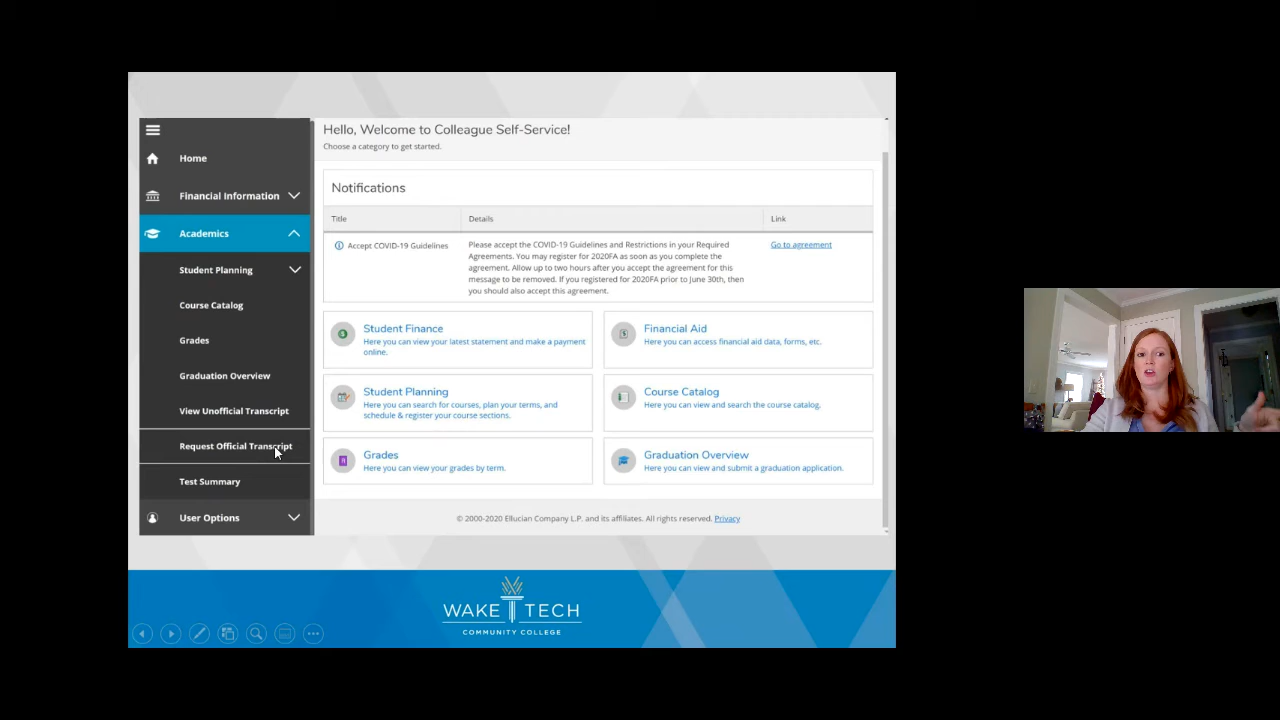 Home
Financial Information
Academics
Student Planning
Course Catalog
Grades
Graduation Overview
View Unofficial Transcript
Request Official Transcript
Test Summary
User Options
Hello, Welcome to Colleague Self-Service!
Choose a category to get started.
Notifications
Title Details Link
Accept COVID-19 Guidelines
Please accept the COVID-19 Guidelines and Restrictions in your Required
Agreements. You may register for 2020FA as soon as you complete the
agreement. Allow up to two hours after you accept the agreement for this
message to be removed. If you registered for 2020FA prior to June 30th, then
you should also accept this agreement.
Go to agreement
Student Finance
Here you can view your latest statement and make a payment
online.
Financial Aid
Here you can access financial aid data, forms, etc.
Student Planning
Here you can search for courses, plan your terms, and
schedule & register your course sections.
Course Catalog
Here you can view and search the course catalog.
Grades
Here you can view your grades by term.
Graduation Overview
Here you can view and submit a graduation application.
© 2000-2020 Ellucian Company L.P. and its affiliates. All rights reserved. Privacy
WAKE TECH
COMMUNITY COLLEGE